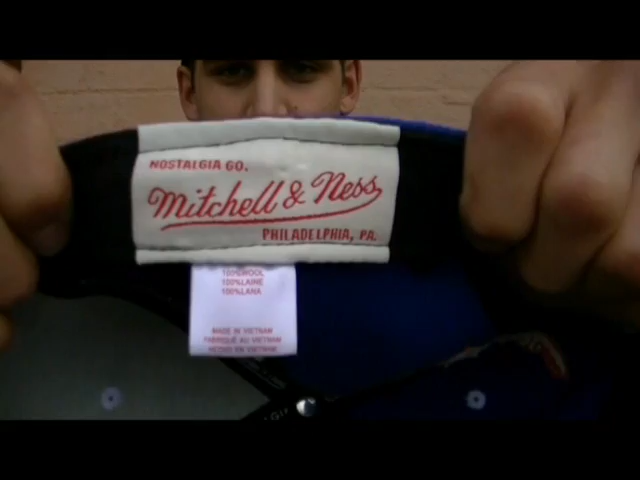 NOSTALGIA CO.
Mitchell & Ness
PHILADELPHIA, PA.
100%WOOL
100%LAINE
100%LANA
MADE IN VIETNAM
FABRIQUÉ AU VIETNAM
HECHO EN VIETNAM